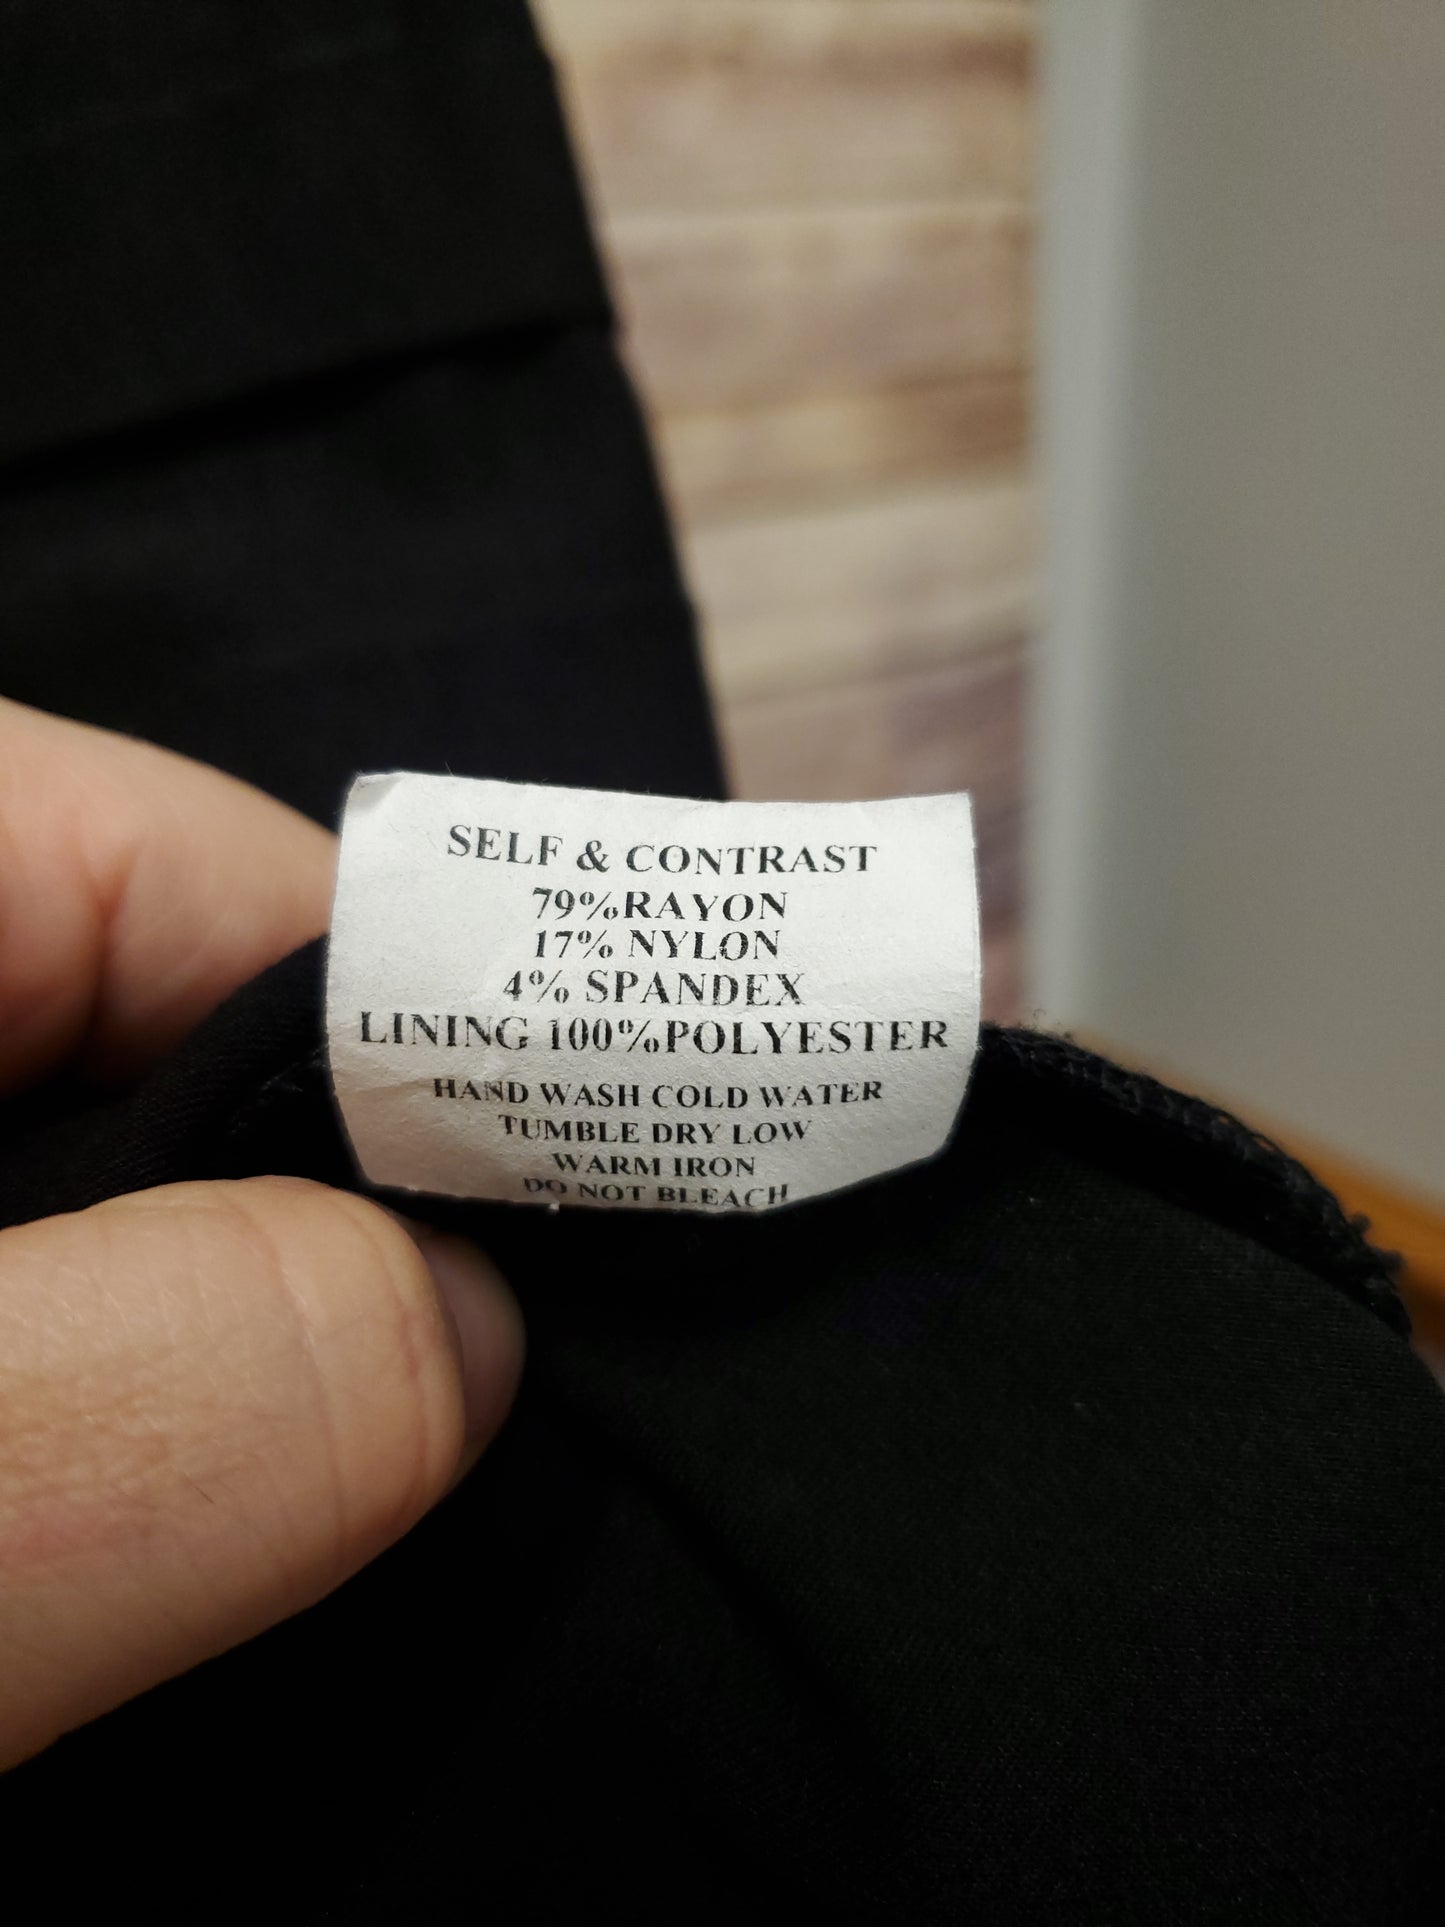 SELF & CONTRAST
79%RAYON
17% NYLON
4% SPANDEX
LINING 100%POLYESTER
HAND WASH COLD WATER
TUMBLE DRY LOW
WARM IRON
DO NOT BLEACH